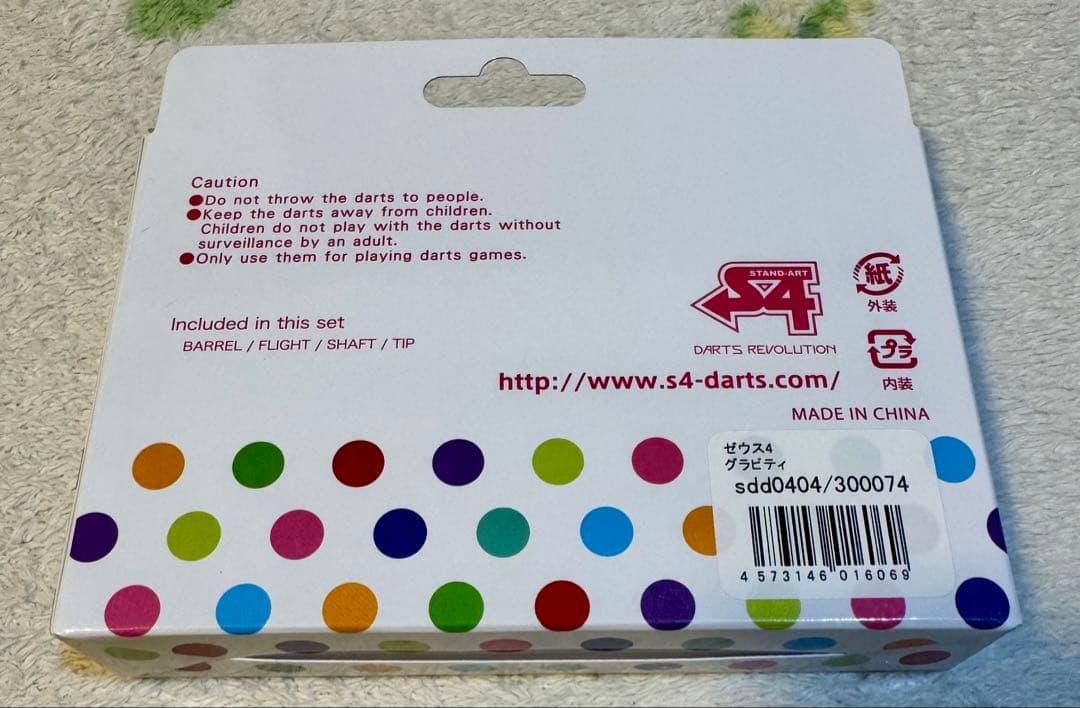 Caution
●Do not throw the darts to people.
●Keep the darts away from children.
Children do not play with the darts without
surveillance by an adult.
●Only use them for playing darts games.
Included in this set
BARREL / FLIGHT / SHAFT / TIP
STAND-ART
S4
DARTS REVOLUTION
紙
外装
プラ
内装
http://www.s4-darts.com/
MADE IN CHINA
ゼウス4
グラビティ
sdd0404/300074
4 573146 016069